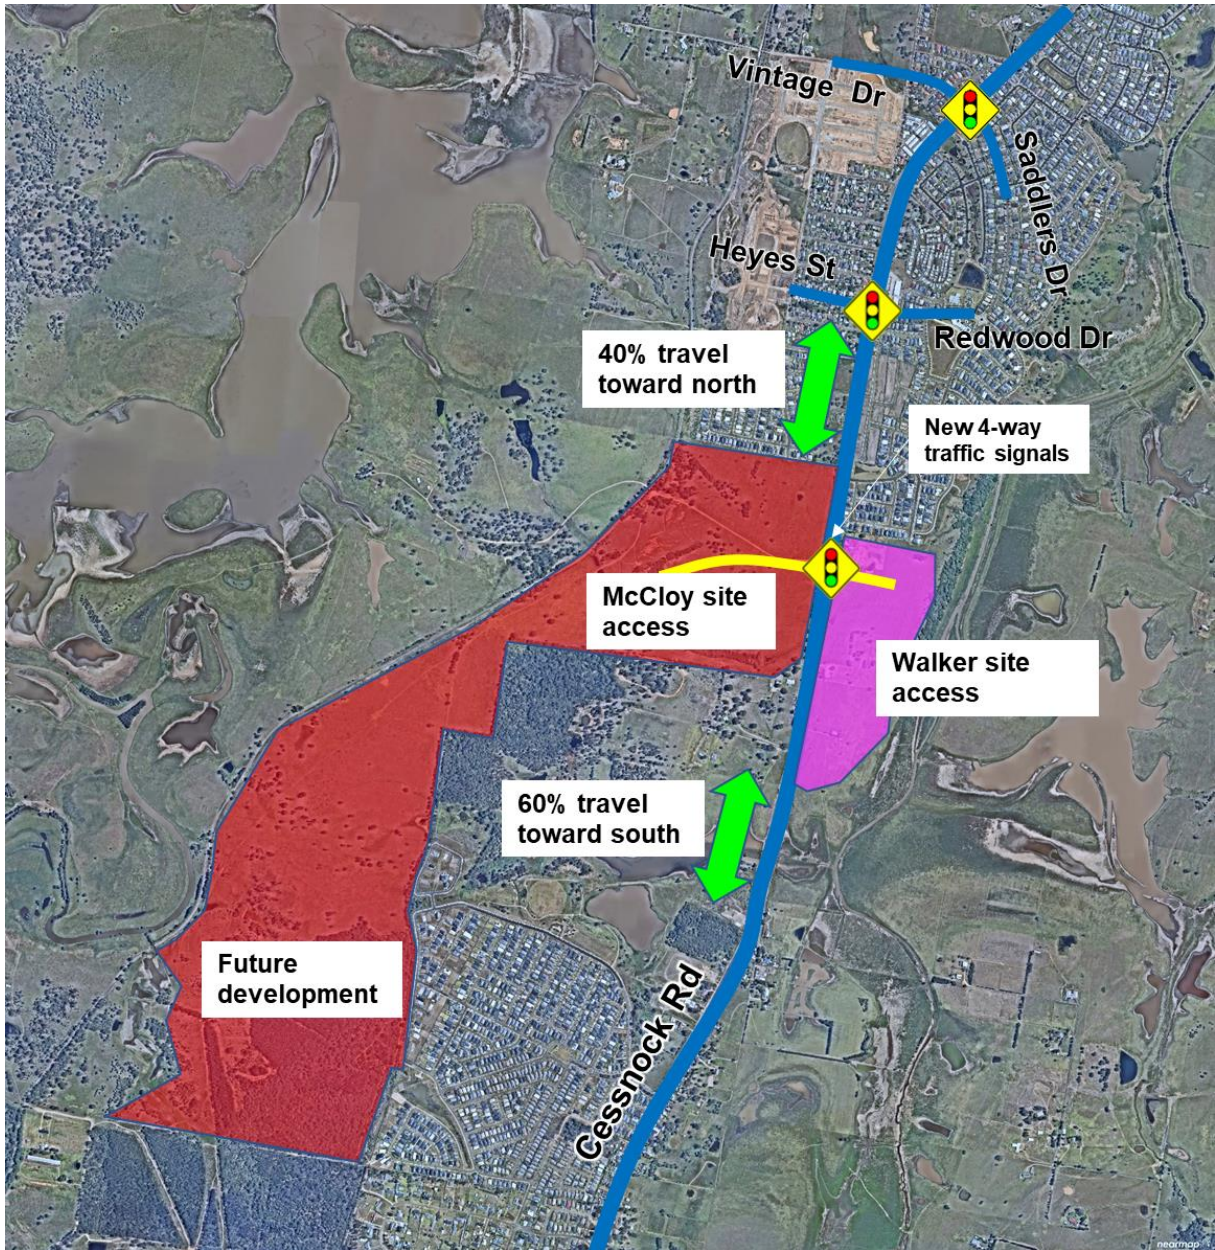 Vintage Dr
Saddlers Dr
Heyes St
Redwood Dr
40% travel
toward north
New 4-way
traffic signals
McCloy site
access
Walker site
access
60% travel
toward south
Future
development
Cessnock Rd
nearmap